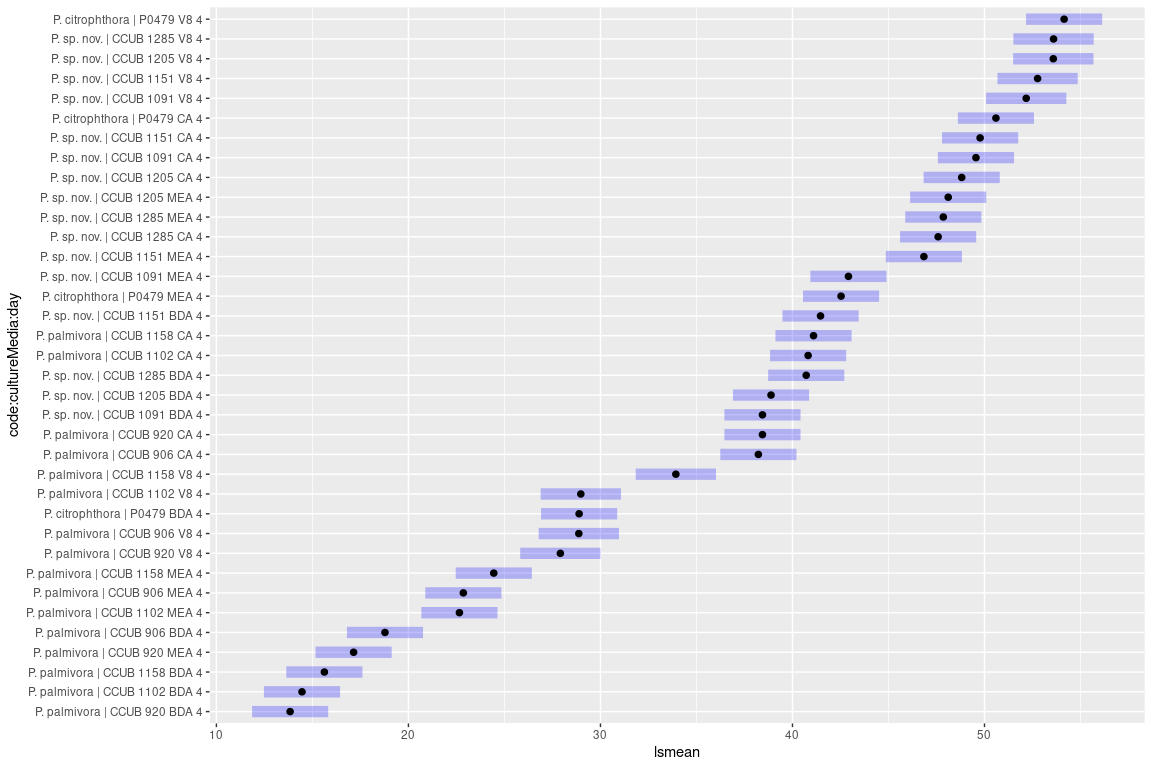 P. citrophthora | P0479 V8 4
P. sp. nov. | CCUB 1285 V8 4
P. sp. nov. | CCUB 1205 V8 4
P. sp. nov. | CCUB 1151 V8 4
P. sp. nov. | CCUB 1091 V8 4
P. citrophthora | P0479 CA 4
P. sp. nov. | CCUB 1151 CA 4
P. sp. nov. | CCUB 1091 CA 4
P. sp. nov. | CCUB 1205 CA 4
P. sp. nov. | CCUB 1205 MEA 4
P. sp. nov. | CCUB 1285 MEA 4
P. sp. nov. | CCUB 1285 CA 4
P. sp. nov. | CCUB 1151 MEA 4
P. sp. nov. | CCUB 1091 MEA 4
P. citrophthora | P0479 MEA 4
P. sp. nov. | CCUB 1151 BDA 4
P. palmivora | CCUB 1158 CA 4
P. palmivora | CCUB 1102 CA 4
P. sp. nov. | CCUB 1285 BDA 4
P. sp. nov. | CCUB 1205 BDA 4
P. sp. nov. | CCUB 1091 BDA 4
P. palmivora | CCUB 920 CA 4
P. palmivora | CCUB 906 CA 4
P. palmivora | CCUB 1158 V8 4
P. palmivora | CCUB 1102 V8 4
P. citrophthora | P0479 BDA 4
P. palmivora | CCUB 906 V8 4
P. palmivora | CCUB 920 V8 4
P. palmivora | CCUB 1158 MEA 4
P. palmivora | CCUB 906 MEA 4
P. palmivora | CCUB 1102 MEA 4
P. palmivora | CCUB 906 BDA 4
P. palmivora | CCUB 920 MEA 4
P. palmivora | CCUB 1158 BDA 4
P. palmivora | CCUB 1102 BDA 4
P. palmivora | CCUB 920 BDA 4
code:cultureMedia:day
10 20 30 40 50
lsmean